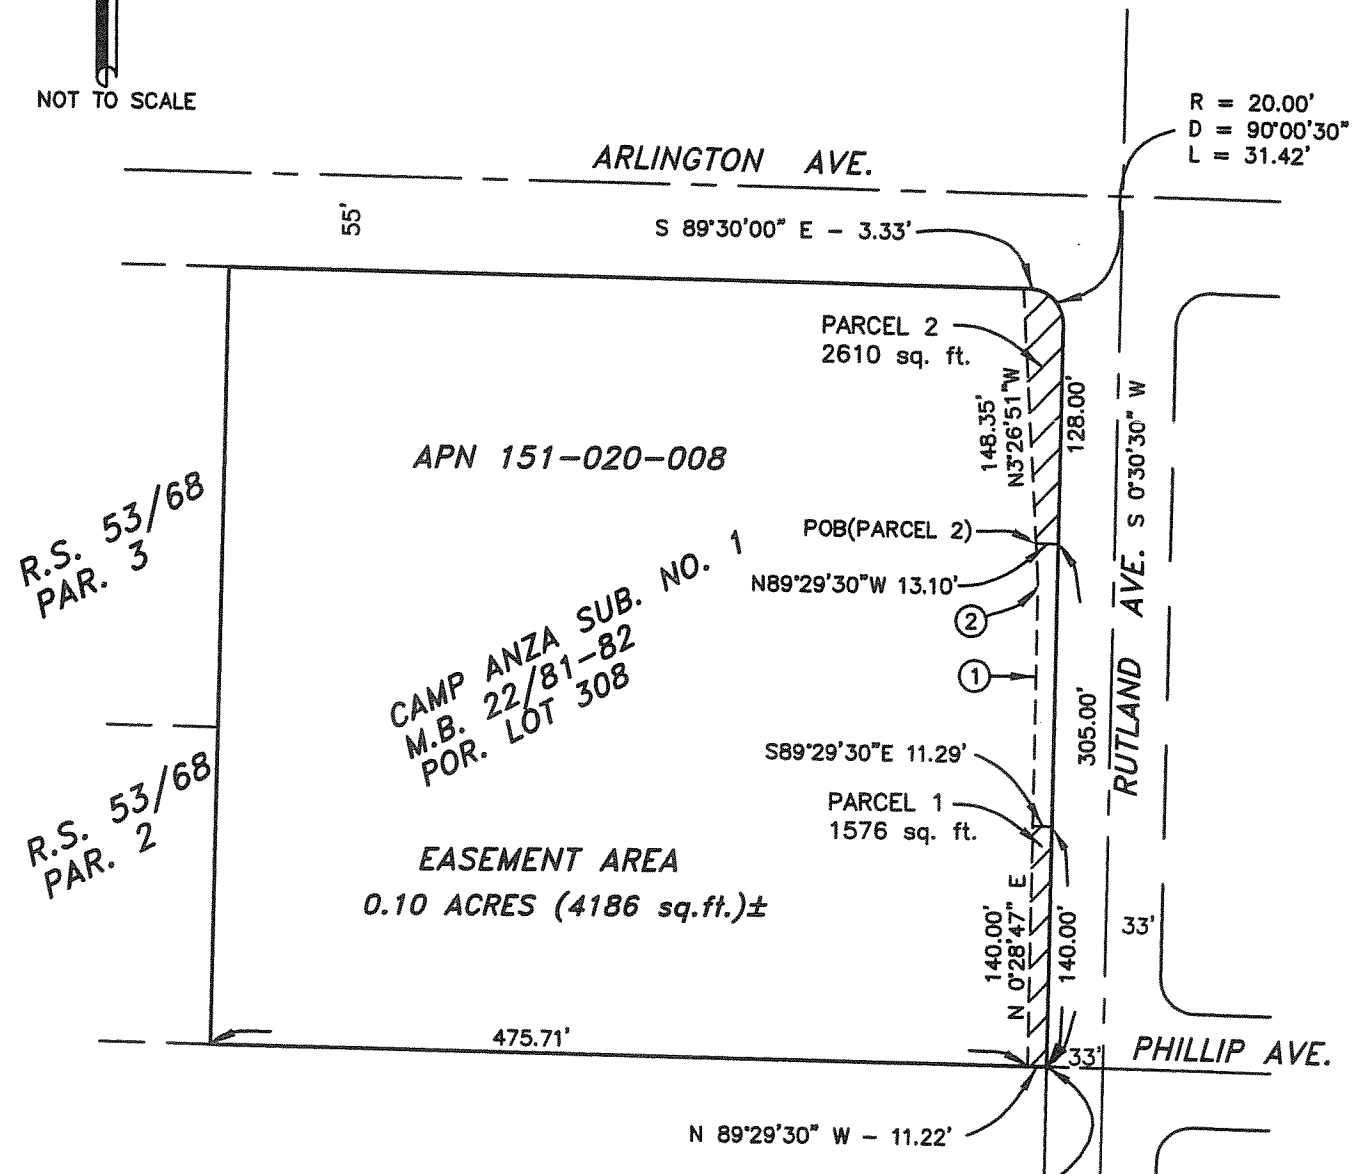 NOT TO SCALE
R = 20.00'
D = 90°00'30"
L = 31.42'
ARLINGTON AVE.
55'
S 89°30'00" E - 3.33'
PARCEL 2
2610 sq. ft.
148.35'
N3°26'51"W
128.00'
S 0°30'30" W
APN 151-020-008
R.S. 53/68
PAR. 3
POB(PARCEL 2)
N89°29'30"W 13.10'
2
1
CAMP ANZA SUB. NO. 1
M.B. 22/81-82
POR. LOT 308
305.00'
RUTLAND AVE.
S89°29'30"E 11.29'
PARCEL 1
1576 sq. ft.
R.S. 53/68
PAR. 2
EASEMENT AREA
0.10 ACRES (4186 sq.ft.)±
140.00'
N 0°28'47" E
140.00'
33'
475.71'
33'
PHILLIP AVE.
N 89°29'30" W - 11.22'